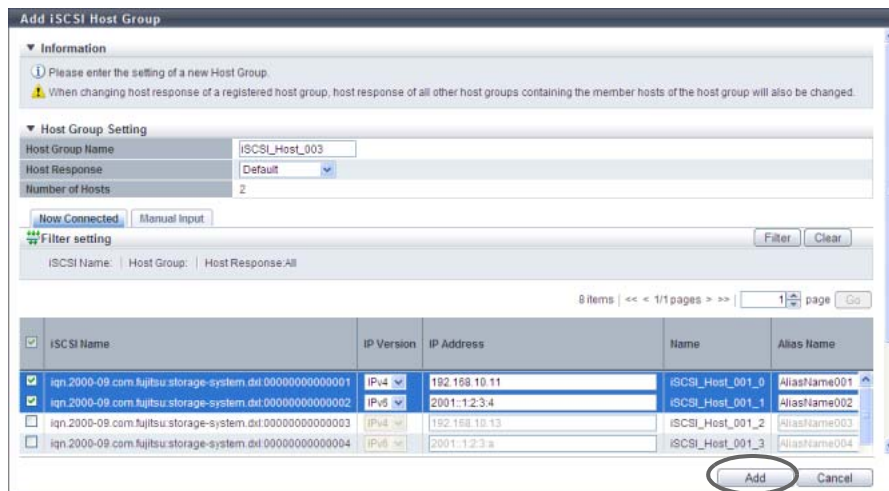 Add iSCSI Host Group
Information
Please enter the setting of a new Host Group.
When changing host response of a registered host group, host response of all other host groups containing the member hosts of the host group will also be changed.
Host Group Setting
Host Group Name iSCSI_Host_003
Host Response Default
Number of Hosts 2
Now Connected Manual Input
Filter setting Filter Clear
iSCSI Name: | Host Group: | Host Response:All
8 items | << < 1/1 pages > >> | 1 page Go
iSCSI Name IP Version IP Address Name Alias Name
iqn.2000-09.com.fujitsu:storage-system.dxl:00000000000001 IPv4 192.168.10.11 iSCSI_Host_001_0 AliasName001
iqn.2000-09.com.fujitsu:storage-system.dxl:00000000000002 IPv6 2001::1:2:3:4 iSCSI_Host_001_1 AliasName002
iqn.2000-09.com.fujitsu:storage-system.dxl:00000000000003 IPv4 192.168.10.13 iSCSI_Host_001_2 AliasName003
iqn.2000-09.com.fujitsu:storage-system.dxl:00000000000004 IPv6 2001::1:2:3:a iSCSI_Host_001_3 AliasName004
Add Cancel